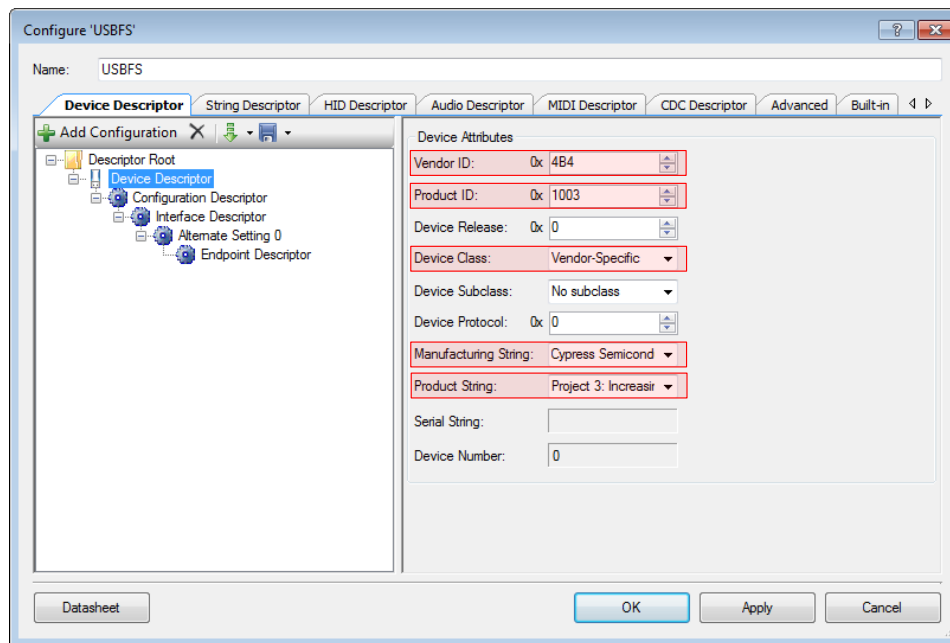 Configure 'USBFS'
Name: USBFS
Device Descriptor String Descriptor HID Descriptor Audio Descriptor MIDI Descriptor CDC Descriptor Advanced Built-in
Add Configuration
Descriptor Root
Device Descriptor
Configuration Descriptor
Interface Descriptor
Alternate Setting 0
Endpoint Descriptor
Device Attributes
Vendor ID: 0x 4B4
Product ID: 0x 1003
Device Release: 0x 0
Device Class: Vendor-Specific
Device Subclass: No subclass
Device Protocol: 0x 0
Manufacturing String: Cypress Semicond
Product String: Project 3: Increasin
Serial String:
Device Number: 0
Datasheet OK Apply Cancel